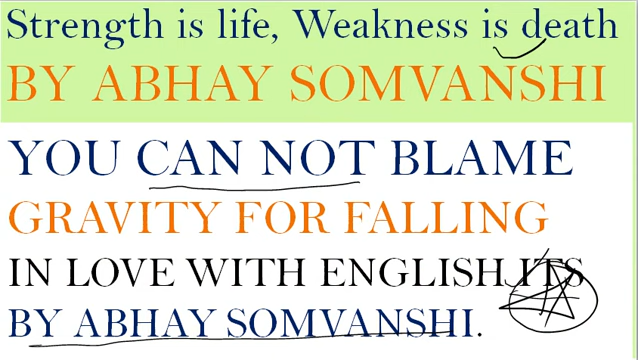 Strength is life, Weakness is death
BY ABHAY SOMVANSHI
YOU CAN NOT BLAME
GRAVITY FOR FALLING
IN LOVE WITH ENGLISH ITS
BY ABHAY SOMVANSHI.